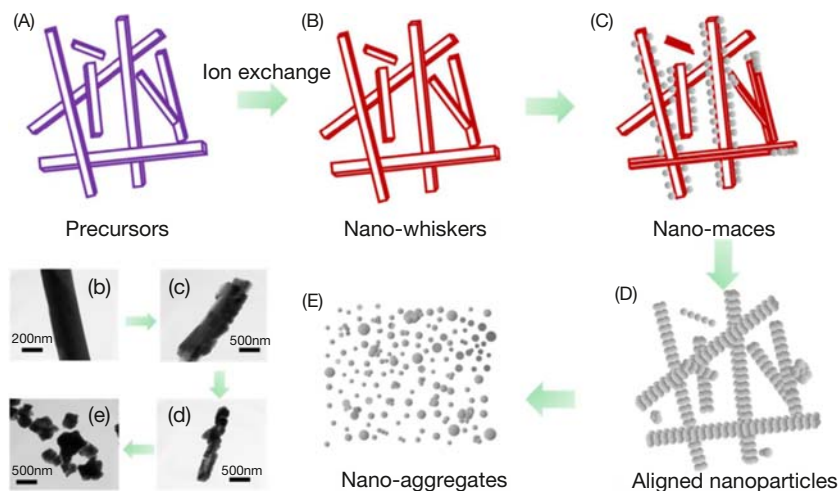 (A)
(B)
(C)
Ion exchange
Precursors
Nano-whiskers
Nano-maces
(b)
(c)
(E)
(D)
200nm
500nm
(e)
(d)
500nm
500nm
Nano-aggregates
Aligned nanoparticles